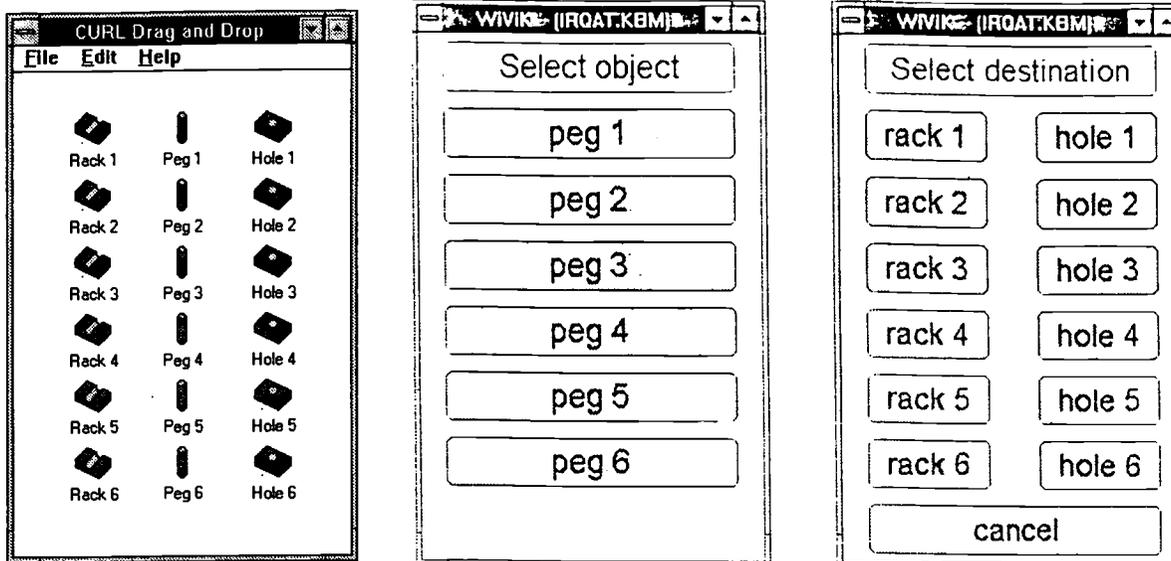 CURL Drag and Drop
File Edit Help
Rack 1 Peg 1 Hole 1
Rack 2 Peg 2 Hole 2
Rack 3 Peg 3 Hole 3
Rack 4 Peg 4 Hole 4
Rack 5 Peg 5 Hole 5
Rack 6 Peg 6 Hole 6
WIVIK - [IRQAT.KBM]
Select object
peg 1
peg 2
peg 3
peg 4
peg 5
peg 6
WIVIK - [IRQAT.KBM]
Select destination
rack 1 hole 1
rack 2 hole 2
rack 3 hole 3
rack 4 hole 4
rack 5 hole 5
rack 6 hole 6
cancel